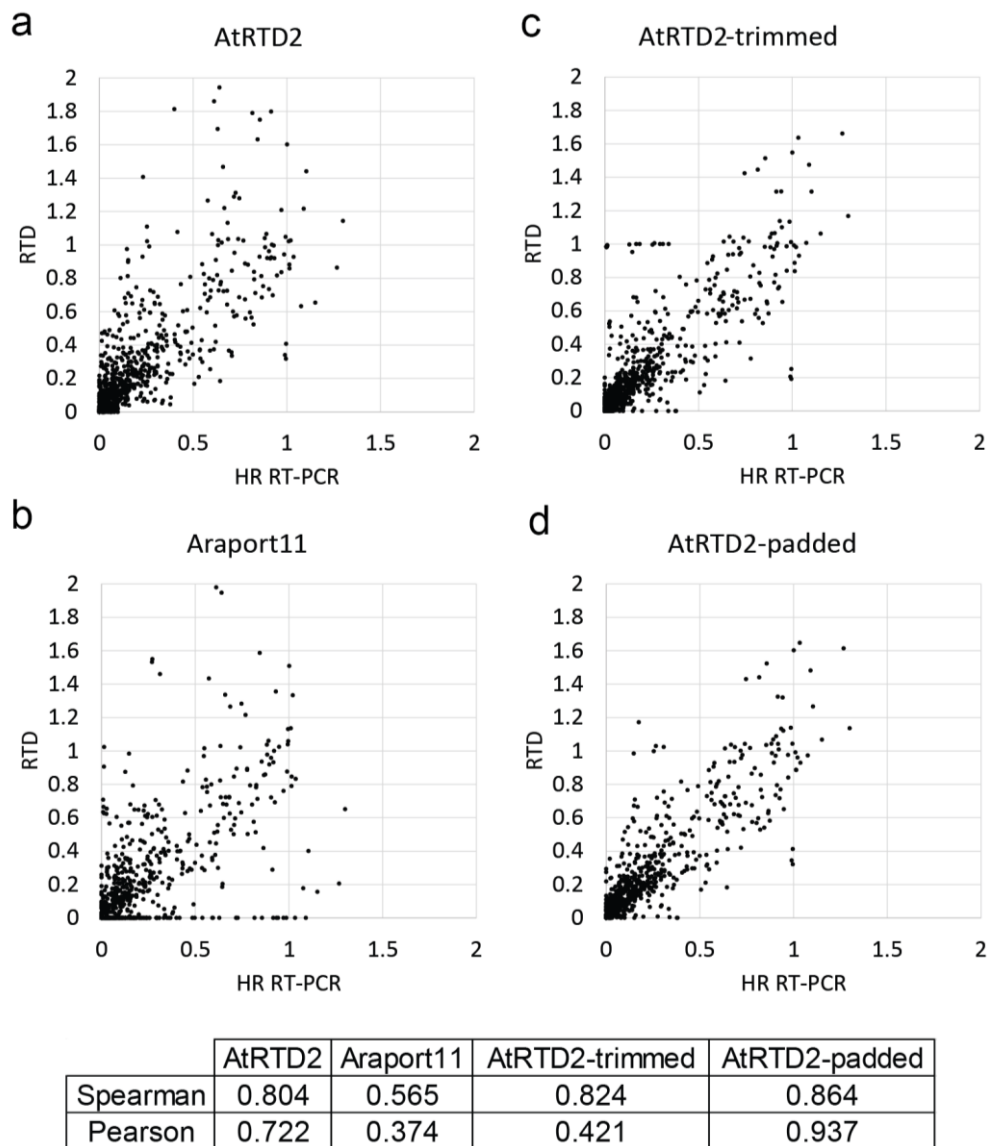 a
AtRTD2
2
1.8
1.6
1.4
1.2
1
0.8
0.6
0.4
0.2
0
RTD
0 0.5 1 1.5 2
HR RT-PCR
c
AtRTD2-trimmed
2
1.8
1.6
1.4
1.2
1
0.8
0.6
0.4
0.2
0
RTD
0 0.5 1 1.5 2
HR RT-PCR
b
Araport11
2
1.8
1.6
1.4
1.2
1
0.8
0.6
0.4
0.2
0
RTD
0 0.5 1 1.5 2
HR RT-PCR
d
AtRTD2-padded
2
1.8
1.6
1.4
1.2
1
0.8
0.6
0.4
0.2
0
RTD
0 0.5 1 1.5 2
HR RT-PCR
AtRTD2 Araport11 AtRTD2-trimmed AtRTD2-padded
Spearman 0.804 0.565 0.824 0.864
Pearson 0.722 0.374 0.421 0.937